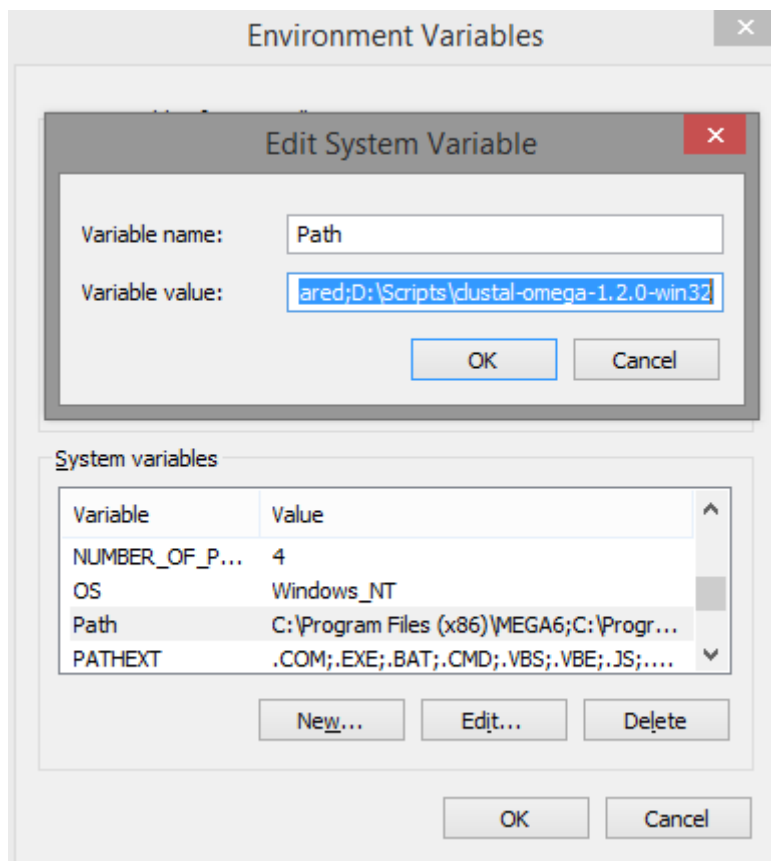 Environment Variables
Edit System Variable
Variable name: Path
Variable value: ared;D:\Scripts\clustal-omega-1.2.0-win32
OK Cancel
System variables
Variable Value
NUMBER_OF_P... 4
OS Windows_NT
Path C:\Program Files (x86)\MEGA6;C:\Progr...
PATHEXT .COM;.EXE;.BAT;.CMD;.VBS;.VBE;.JS;....
New... Edit... Delete
OK Cancel